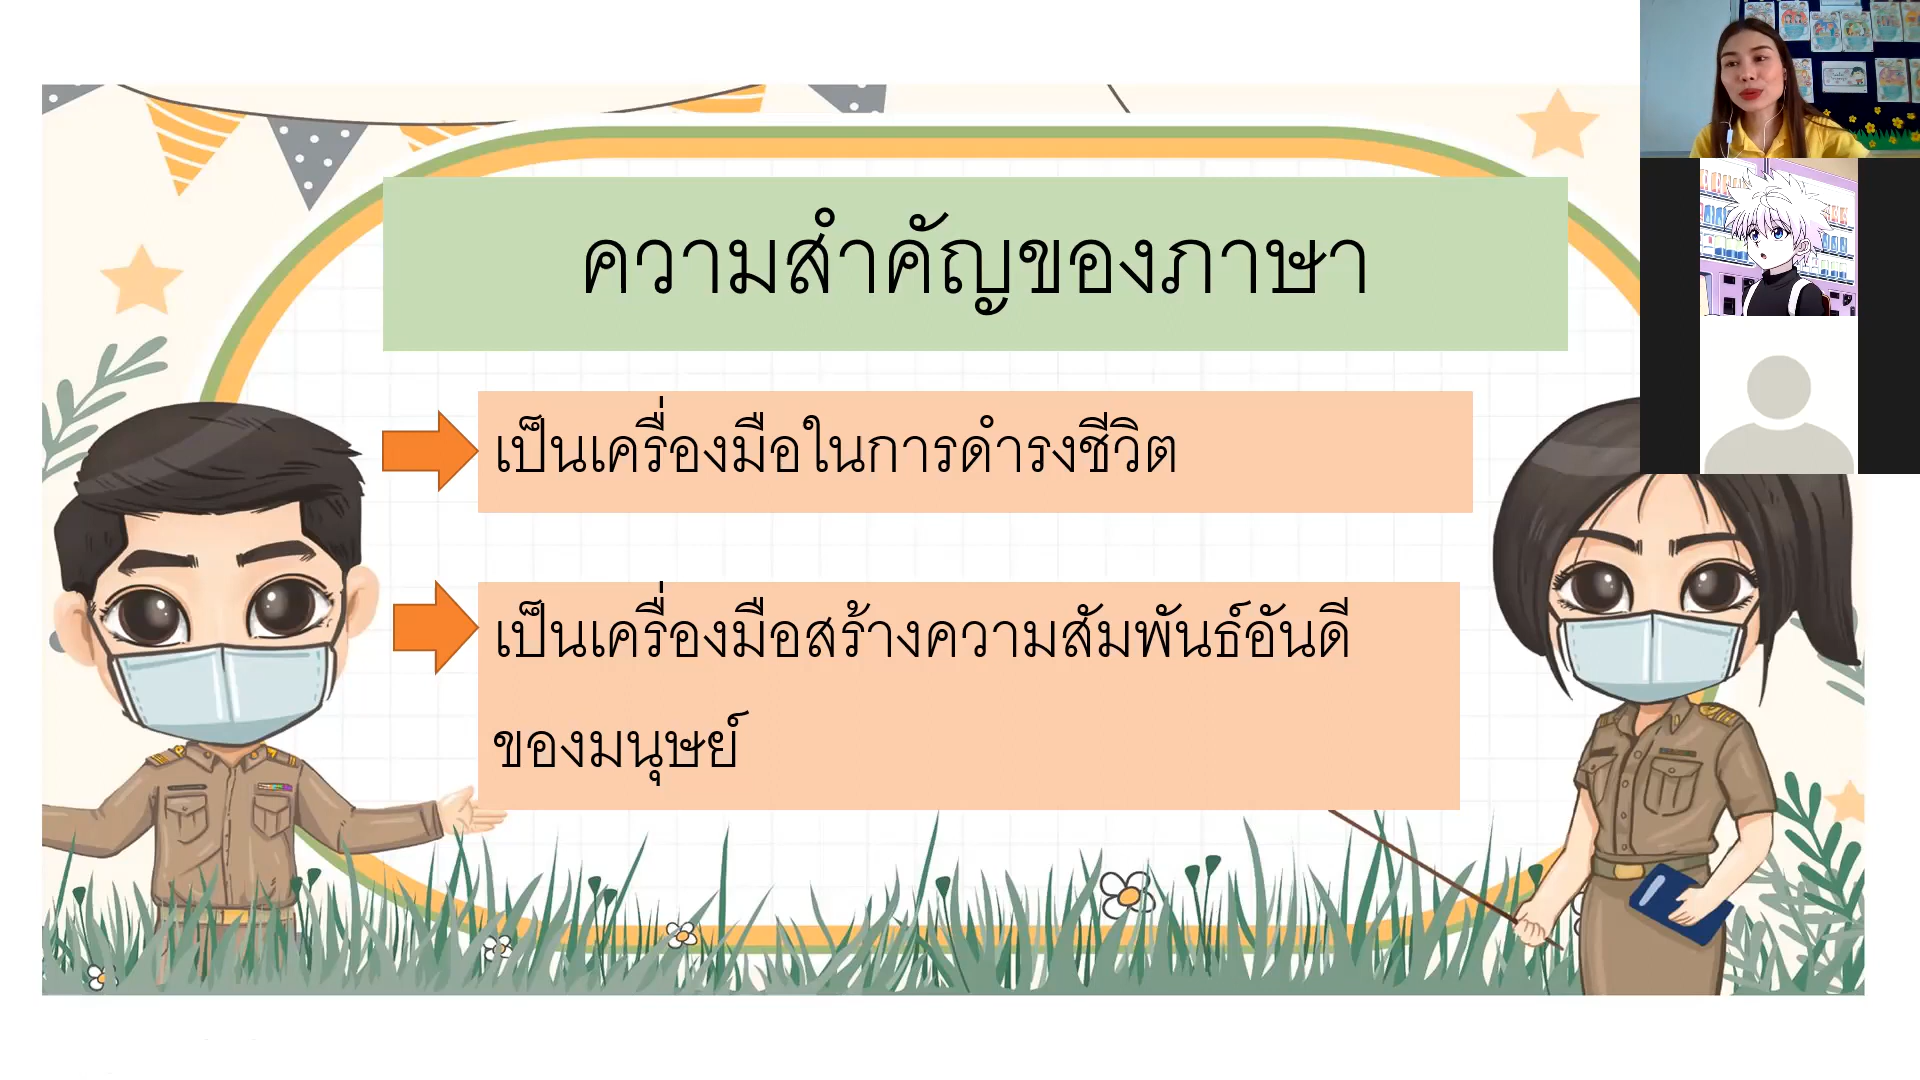 ความสำคัญของภาษา
เป็นเครื่องมือในการดำรงชีวิต
เป็นเครื่องมือสร้างความสัมพันธ์อันดี
ของมนุษย์